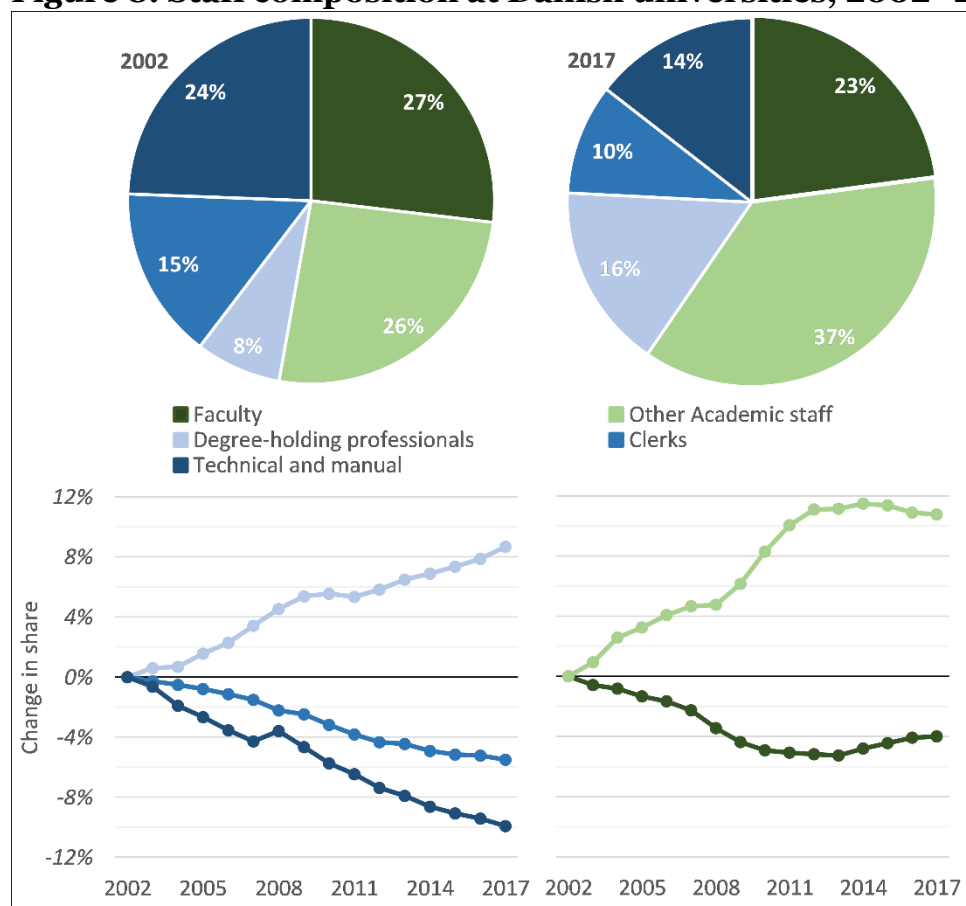 2002
24%
27%
15%
8%
26%
2017
14%
23%
10%
16%
37%
Faculty
Other Academic staff
Degree-holding professionals
Clerks
Technical and manual
Change in share
12%
8%
4%
0%
-4%
-8%
-12%
2002 2005 2008 2011 2014 2017
2002 2005 2008 2011 2014 2017